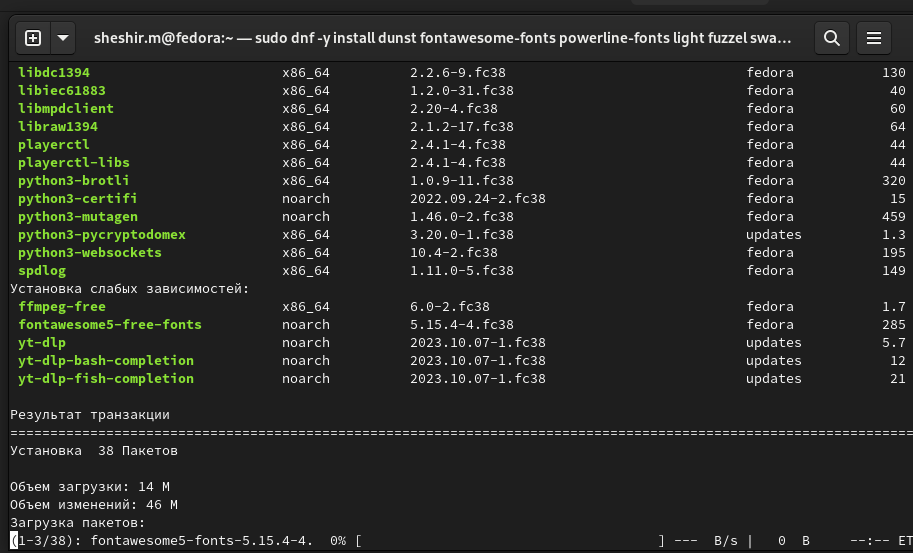 sheshir.m@fedora:~ — sudo dnf -y install dunst fontawesome-fonts powerline-fonts light fuzzel swa...
libdc1394 x86_64 2.2.6-9.fc38 fedora 130
libiec61883 x86_64 1.2.0-31.fc38 fedora 40
libmpdclient x86_64 2.20-4.fc38 fedora 60
libraw1394 x86_64 2.1.2-17.fc38 fedora 64
playerctl x86_64 2.4.1-4.fc38 fedora 44
playerctl-libs x86_64 2.4.1-4.fc38 fedora 44
python3-brotli x86_64 1.0.9-11.fc38 fedora 320
python3-certifi noarch 2022.09.24-2.fc38 fedora 15
python3-mutagen noarch 1.46.0-2.fc38 fedora 459
python3-pycryptodomex x86_64 3.20.0-1.fc38 updates 1.3
python3-websockets x86_64 10.4-2.fc38 fedora 195
spdlog x86_64 1.11.0-5.fc38 fedora 149
Установка слабых зависимостей:
ffmpeg-free x86_64 6.0-2.fc38 fedora 1.7
fontawesome5-free-fonts noarch 5.15.4-4.fc38 fedora 285
yt-dlp noarch 2023.10.07-1.fc38 updates 5.7
yt-dlp-bash-completion noarch 2023.10.07-1.fc38 updates 12
yt-dlp-fish-completion noarch 2023.10.07-1.fc38 updates 21
Результат транзакции
================================================================================
Установка 38 Пакетов
Объем загрузки: 14 M
Объем изменений: 46 M
Загрузка пакетов:
(1-3/38): fontawesome5-fonts-5.15.4-4. 0% [ ] --- B/s | 0 B --:-- ET